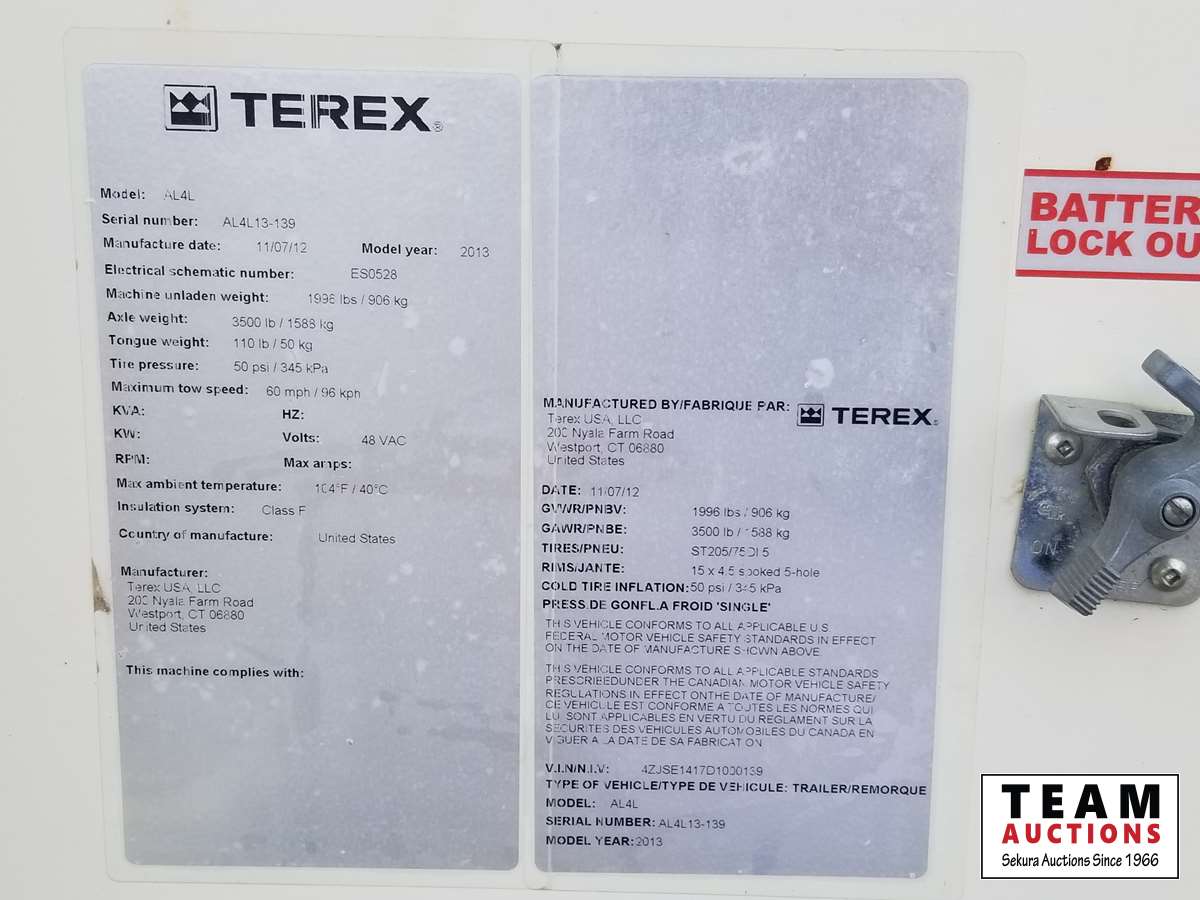 TEREX®
Model: AL4L
Serial number: AL4L13-139
Manufacture date: 11/07/12 Model year: 2013
Electrical schematic number: ES0528
Machine unladen weight: 1996 lbs / 906 kg
Axle weight: 3500 lb / 1588 kg
Tongue weight: 110 lb / 50 kg
Tire pressure: 50 psi / 345 kPa
Maximum tow speed: 60 mph / 96 kph
KVA: HZ:
KW: Volts: 48 VAC
RPM: Max amps:
Max ambient temperature: 104°F / 40°C
Insulation system: Class F
Country of manufacture: United States
Manufacturer:
Terex USA, LLC
200 Nyala Farm Road
Westport, CT 06880
United States
This machine complies with:
MANUFACTURED BY/FABRIQUE PAR: TEREX®
Terex USA, LLC
200 Nyala Farm Road
Westport, CT 06880
United States
DATE: 11/07/12
GVWR/PNBV: 1996 lbs / 906 kg
GAWR/PNBE: 3500 lb / 1588 kg
TIRES/PNEU:
RIMS/JANTE: 15 x 4.5 spoked 5-hole
COLD TIRE INFLATION: 50 psi / 345 kPa
PRESS.DE GONFL.A FROID 'SINGLE'
THIS VEHICLE CONFORMS TO ALL APPLICABLE U.S.
FEDERAL MOTOR VEHICLE SAFETY STANDARDS IN EFFECT
ON THE DATE OF MANUFACTURE SHOWN ABOVE.
THIS VEHICLE CONFORMS TO ALL APPLICABLE STANDARDS
PRESCRIBEDUNDER THE CANADIAN MOTOR VEHICLE SAFETY
REGULATIONS IN EFFECT ONTHE DATE OF MANUFACTURE/
CE VEHICULE EST CONFORME A TOUTES LES NORMES QUI
LUI SONT APPLICABLES EN VERTU DU REGLEMENT SUR LA
SECURITES DES VEHICULES AUTOMOBILES DU CANADA EN
VIGUER A LA DATE DE SA FABRICATION
V.I.N/N.I.V: 4ZJSE1417D1000139
TYPE OF VEHICLE/TYPE DE VEHICULE: TRAILER/REMORQUE
MODEL: AL4L
SERIAL NUMBER: AL4L13-139
MODEL YEAR: 2013
BATTER
LOCK OU
ON
TEAM
AUCTIONS
Sekura Auctions Since 1966